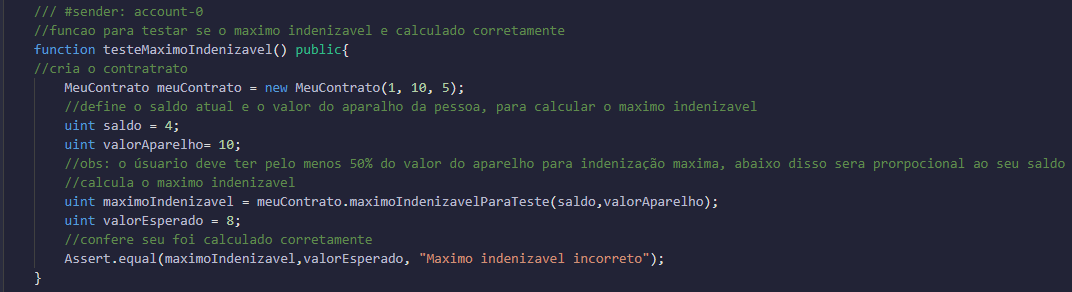 /// #sender: account-0
//funcao para testar se o maximo indenizavel e calculado corretamente
function testeMaximoIndenizavel() public{
//cria o contratrato
MeuContrato meuContrato = new MeuContrato(1, 10, 5);
//define o saldo atual e o valor do aparalho da pessoa, para calcular o maximo indenizavel
uint saldo = 4;
uint valorAparelho= 10;
//obs: o úsuario deve ter pelo menos 50% do valor do aparelho para indenização maxima, abaixo disso sera prorpocional ao seu saldo
//calcula o maximo indenizavel
uint maximoIndenizavel = meuContrato.maximoIndenizavelParaTeste(saldo,valorAparelho);
uint valorEsperado = 8;
//confere seu foi calculado corretamente
Assert.equal(maximoIndenizavel,valorEsperado, "Maximo indenizavel incorreto");
}